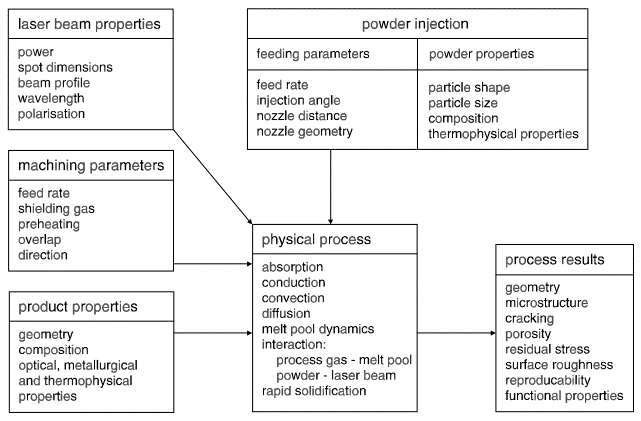 laser beam properties
power
spot dimensions
beam profile
wavelength
polarisation
powder injection
feeding parameters
feed rate
injection angle
nozzle distance
nozzle geometry
powder properties
particle shape
particle size
composition
thermophysical properties
machining parameters
feed rate
shielding gas
preheating
overlap
direction
product properties
geometry
composition
optical, metallurgical
and thermophysical
properties
physical process
absorption
conduction
convection
diffusion
melt pool dynamics
interaction:
process gas - melt pool
powder - laser beam
rapid solidification
process results
geometry
microstructure
cracking
porosity
residual stress
surface roughness
reproducability
functional properties